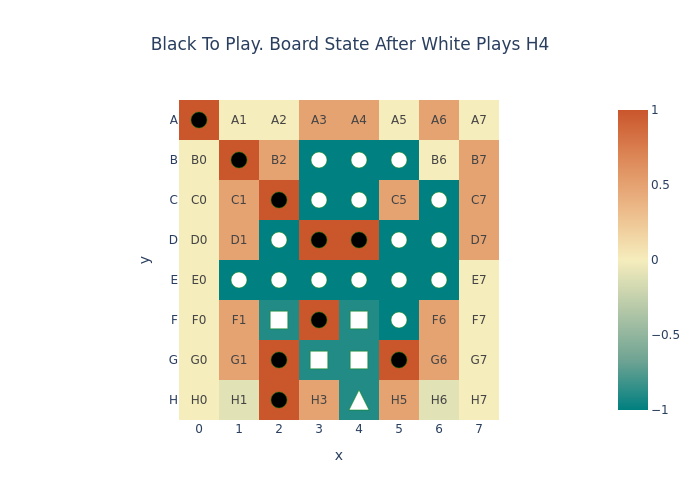 Black To Play. Board State After White Plays H4
A A1 A2 A3 A4 A5 A6 A7 1
B B0 B2 B6 B7
C C0 C1 C5 C7 0.5
D D0 D1 D7
y E E0 E7 0
F F0 F1 F6 F7 −0.5
G G0 G1 G6 G7
H H0 H1 H3 H5 H6 H7 −1
0 1 2 3 4 5 6 7
x